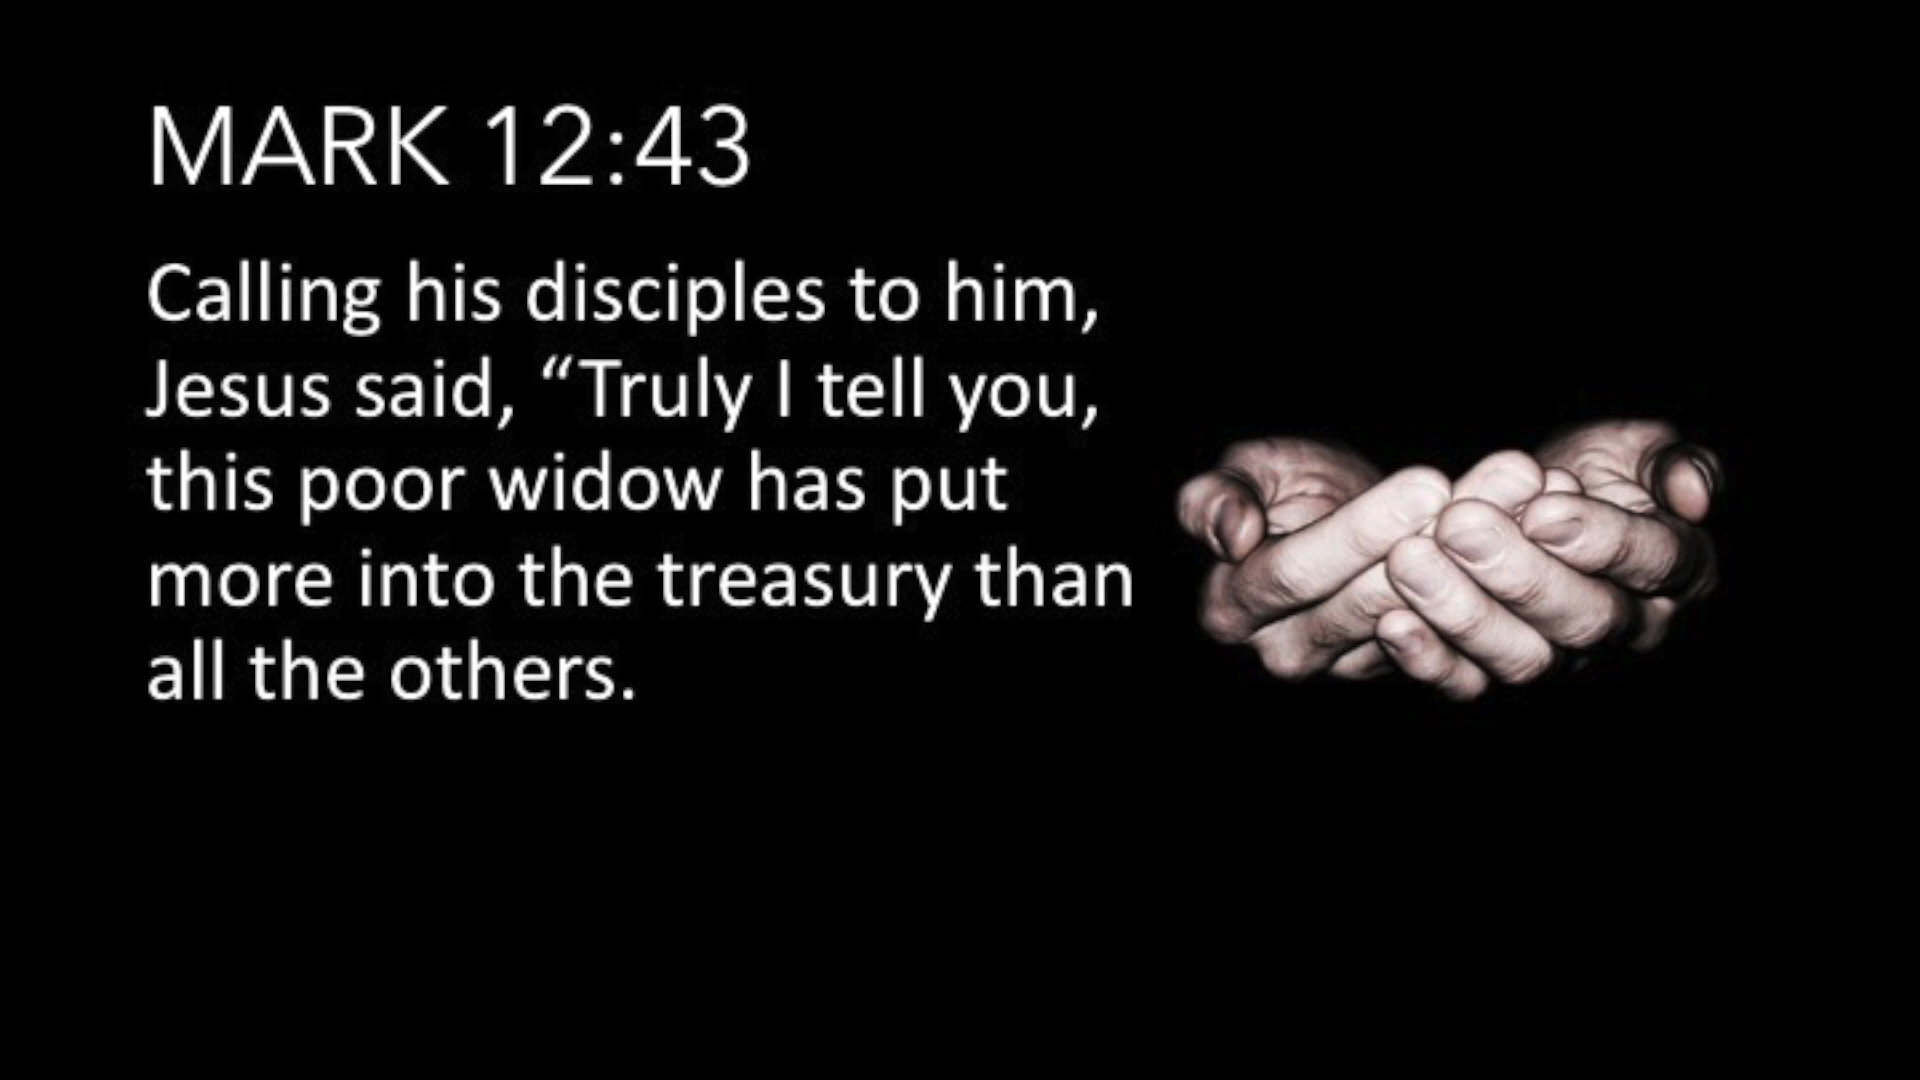 MARK 12:43
Calling his disciples to him,
Jesus said, “Truly I tell you,
this poor widow has put
more into the treasury than
all the others.